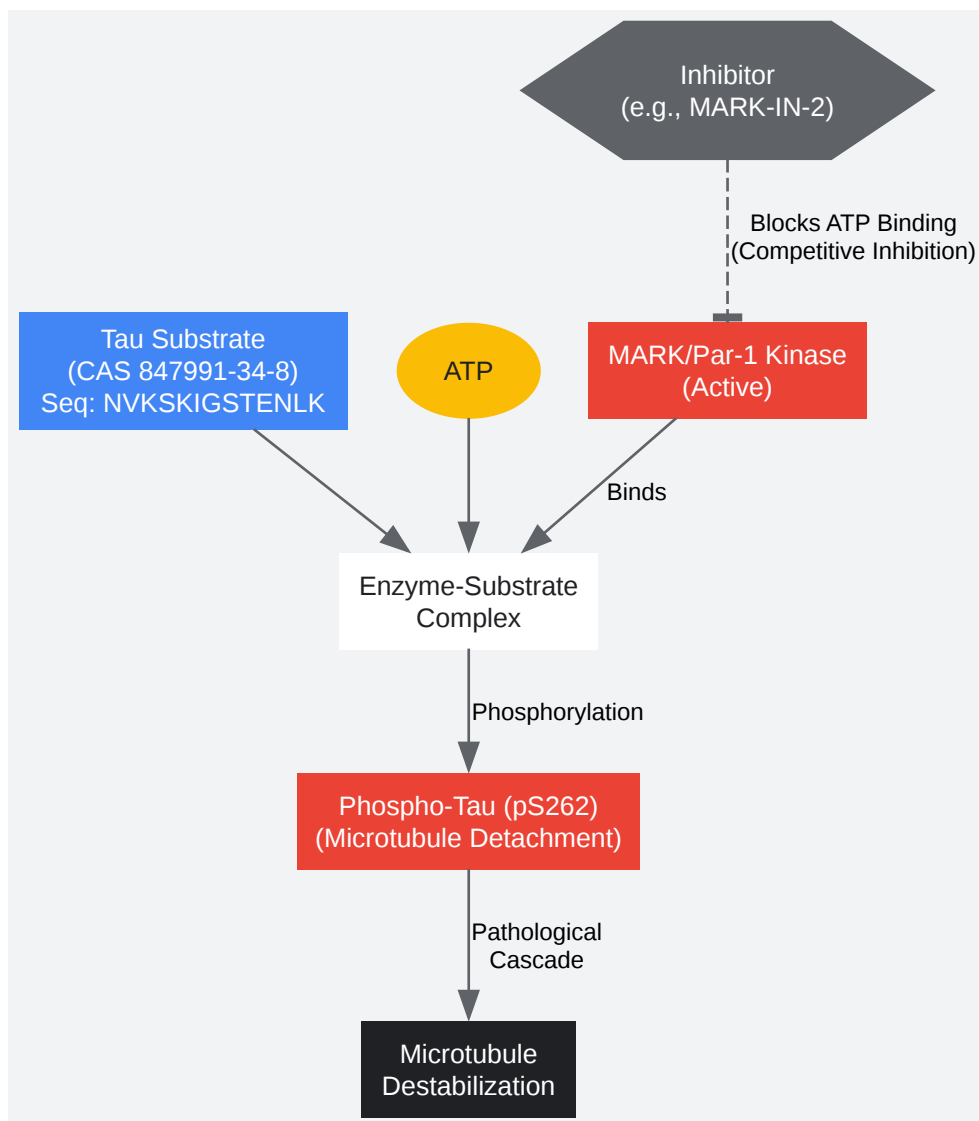 Inhibitor
(e.g., MARK-IN-2)
Blocks ATP Binding
(Competitive Inhibition)
Tau Substrate
(CAS 847991-34-8)
Seq: NVKSKIGSTENLK
ATP
MARK/Par-1 Kinase
(Active)
Binds
Enzyme-Substrate
Complex
Phosphorylation
Phospho-Tau (pS262)
(Microtubule Detachment)
Pathological
Cascade
Microtubule
Destabilization